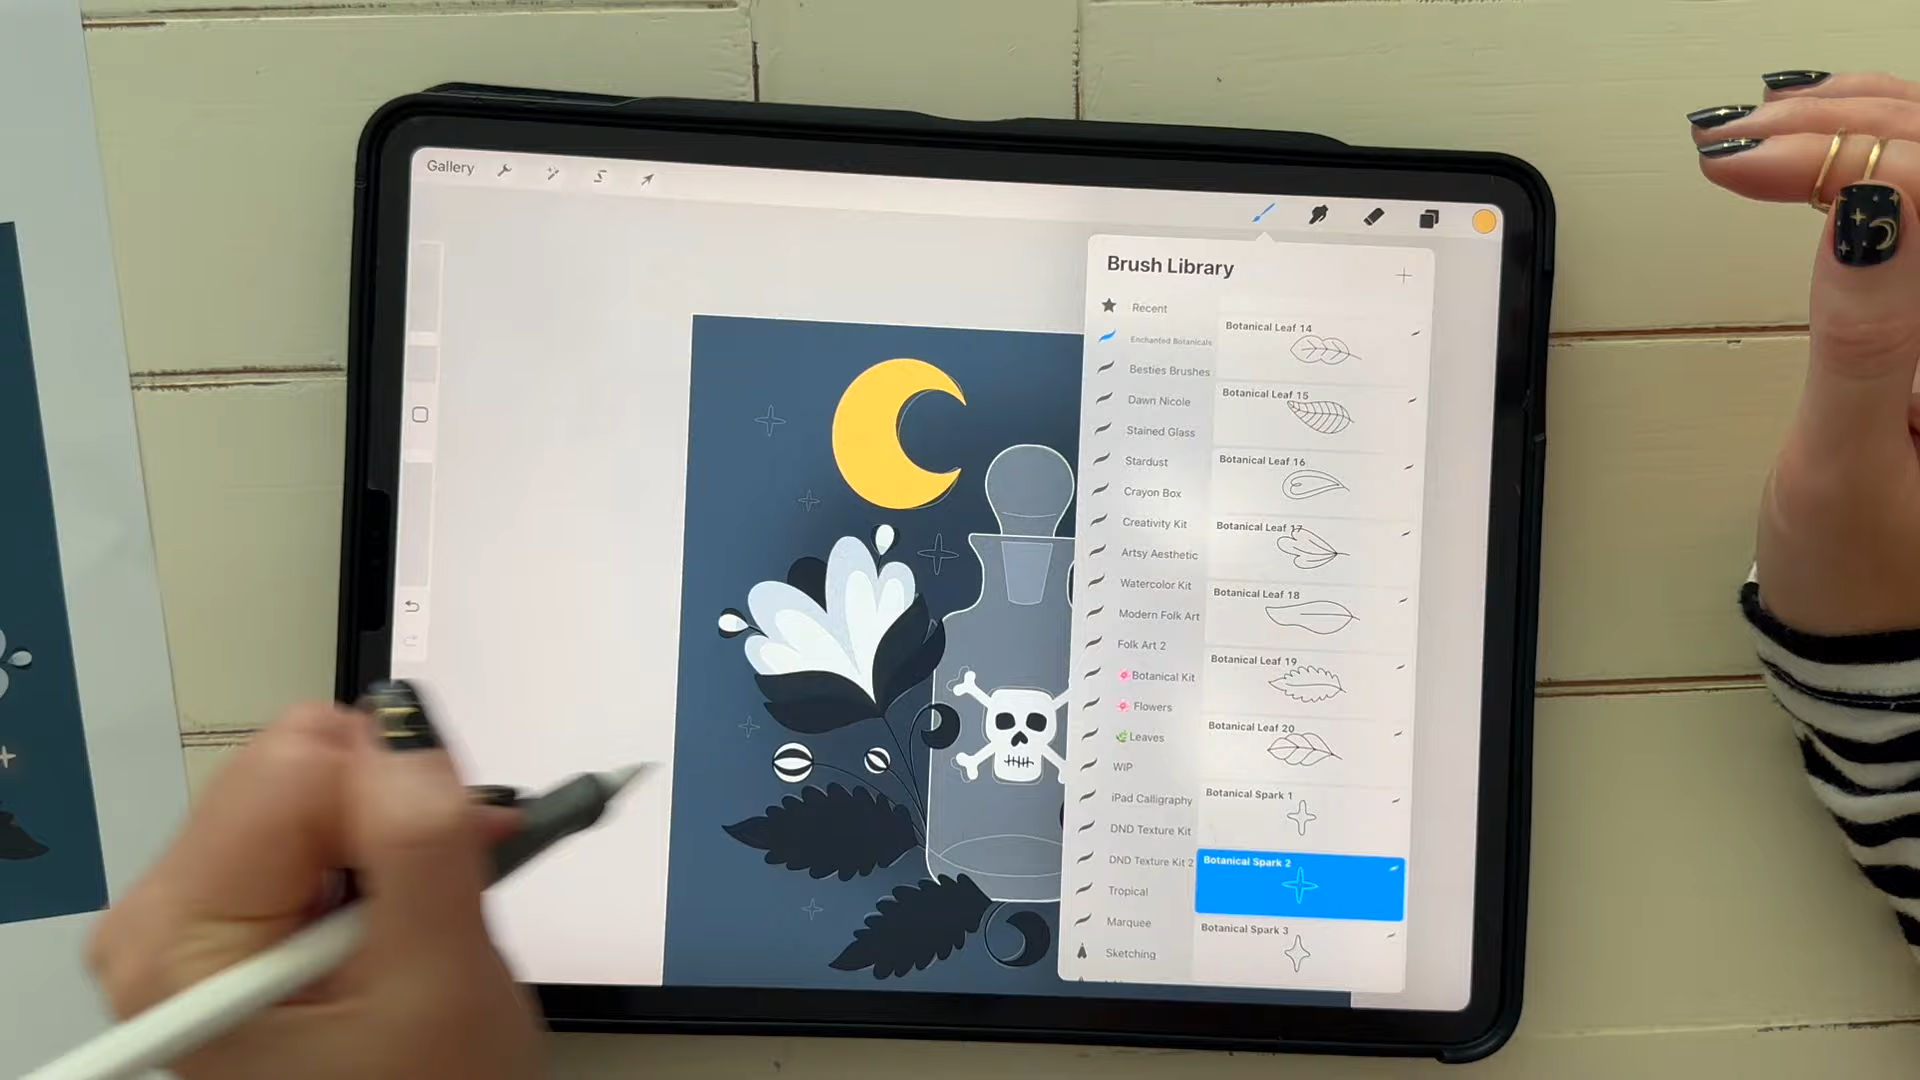 Gallery
Brush Library
Recent
Enchanted Botanicals
Besties Brushes
Dawn Nicole
Stained Glass
Stardust
Crayon Box
Creativity Kit
Artsy Aesthetic
Watercolor Kit
Modern Folk Art
Folk Art 2
Botanical Kit
Flowers
Leaves
WIP
iPad Calligraphy
DND Texture Kit
DND Texture Kit 2
Tropical
Marquee
Sketching
Botanical Leaf 14
Botanical Leaf 15
Botanical Leaf 16
Botanical Leaf 17
Botanical Leaf 18
Botanical Leaf 19
Botanical Leaf 20
Botanical Spark 1
Botanical Spark 2
Botanical Spark 3